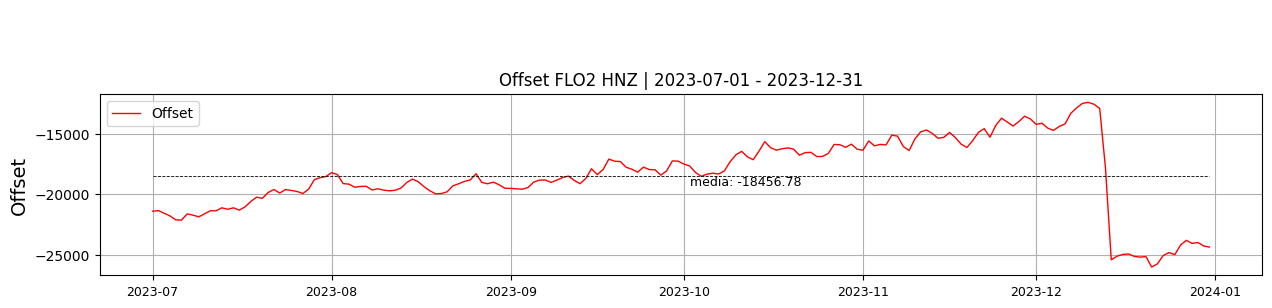 Offset FLO2 HNZ | 2023-07-01 - 2023-12-31
Offset
Offset
−15000
−20000
−25000
media: -18456.78
2023-07 2023-08 2023-09 2023-10 2023-11 2023-12 2024-01